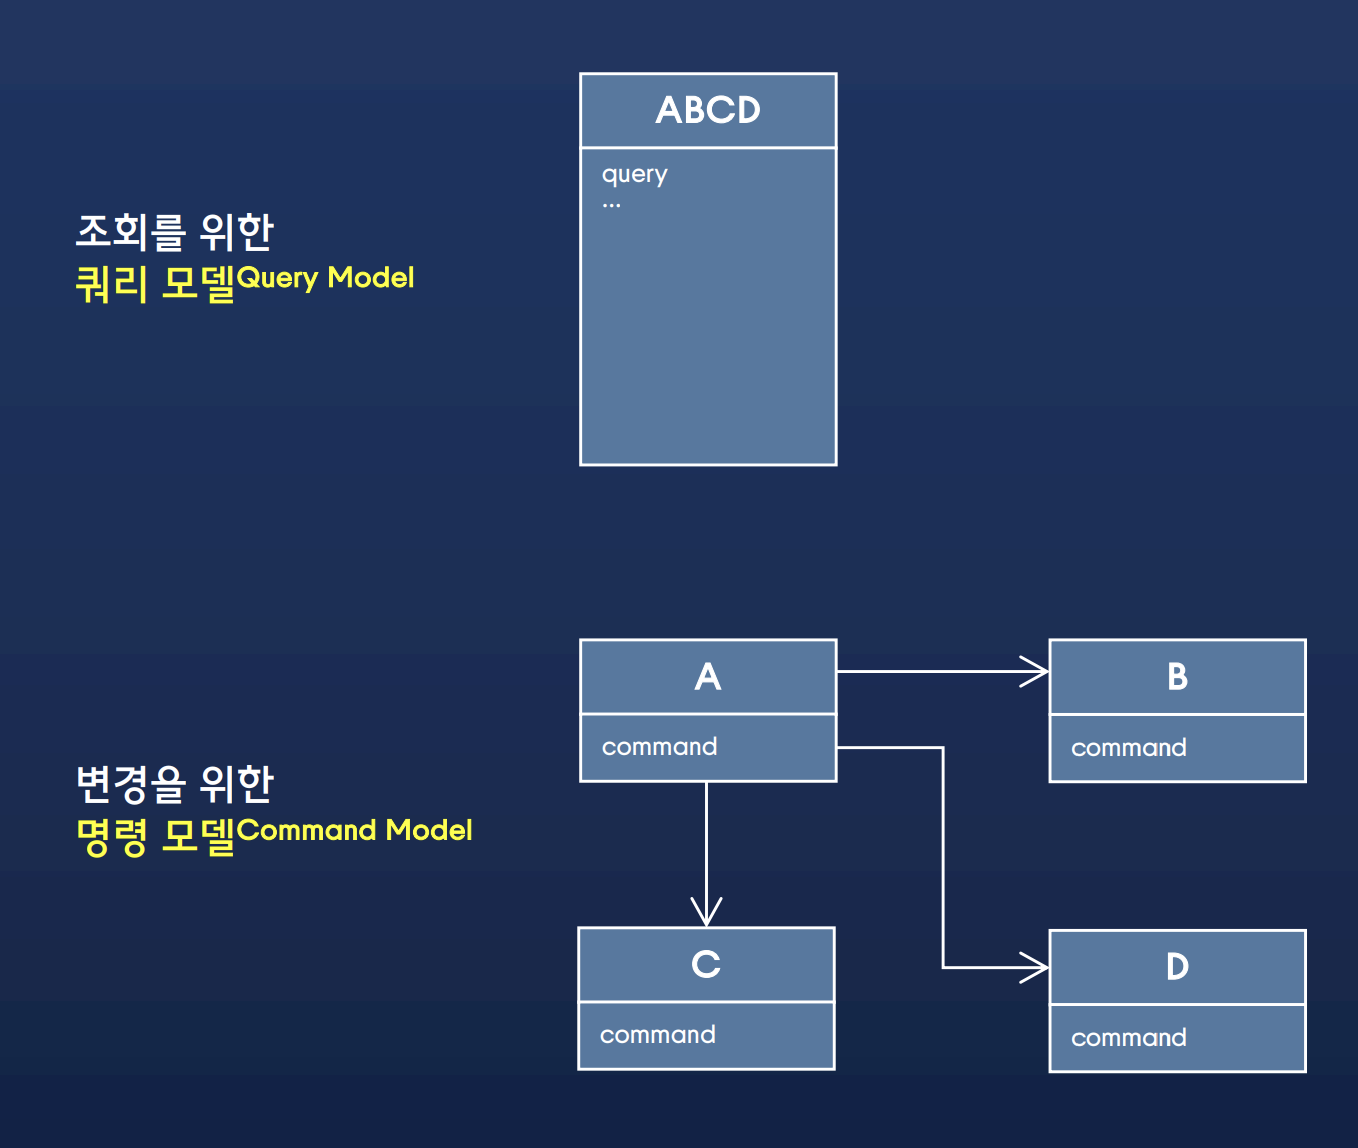 ABCD
query
...
조회를 위한
쿼리 모델Query Model
A
command
B
command
변경을 위한
명령 모델Command Model
C
command
D
command